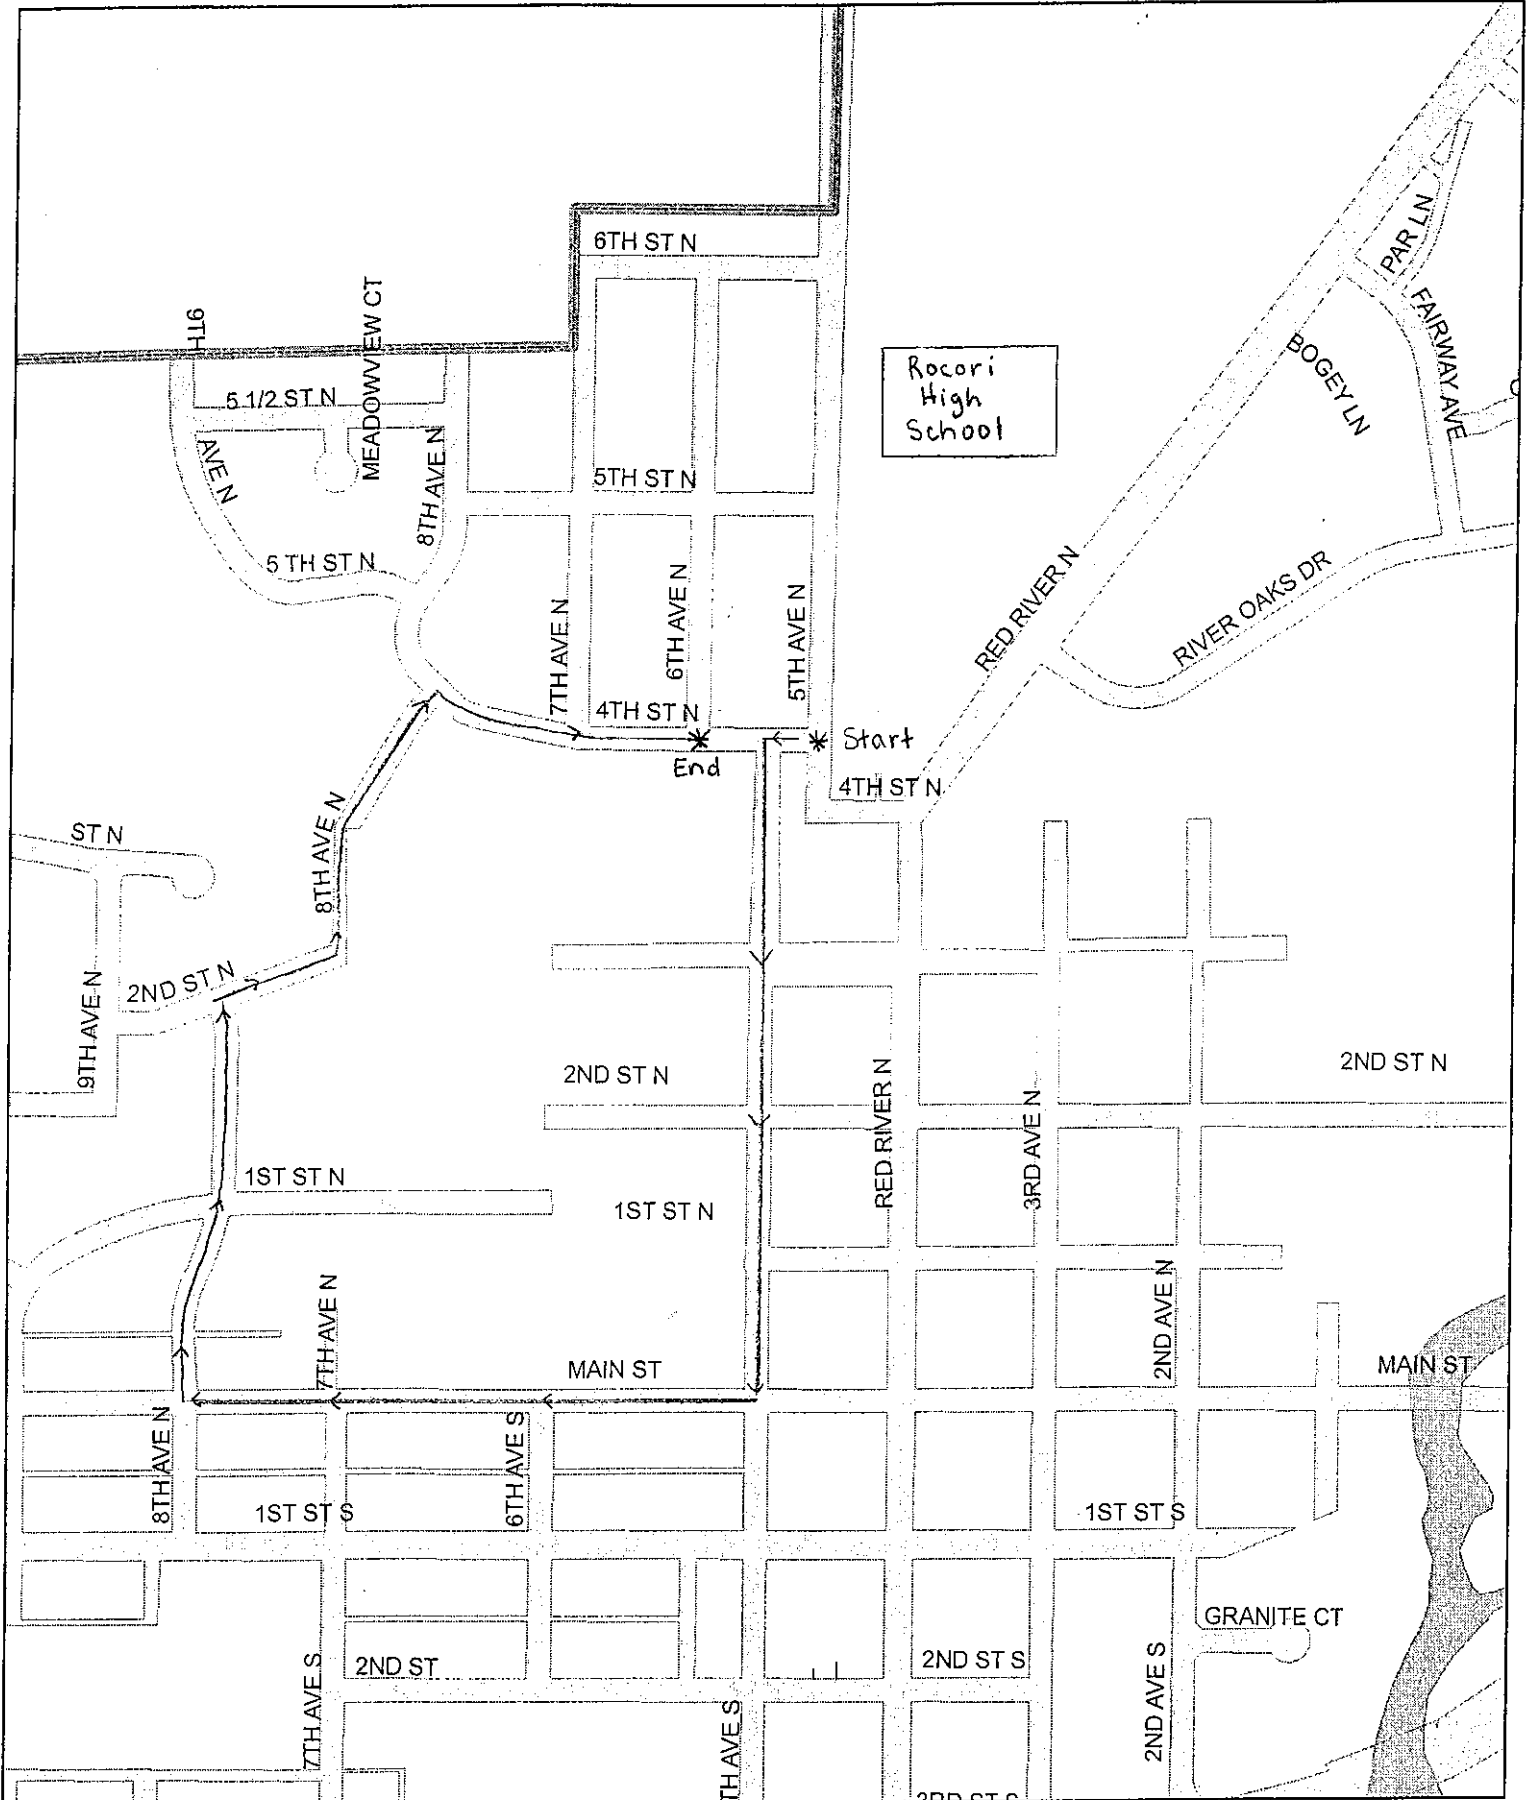 6TH ST N
9TH
MEADOWVIEW CT
5 1/2 ST N
AVE N
8TH AVE N
5 TH ST N
5TH ST N
Rocori
High
School
PAR LN
FAIRWAY AVE
BOGEY LN
7TH AVE N
6TH AVE N
5TH AVE N
RED RIVER N
RIVER OAKS DR
4TH ST N
Start
End
4TH ST N
ST N
8TH AVE N
2ND ST N
9TH AVE N
2ND ST N
2ND ST N
RED RIVER N
3RD AVE N
1ST ST N
1ST ST N
7TH AVE N
2ND AVE N
MAIN ST
MAIN ST
8TH AVE N
6TH AVE S
1ST ST S
1ST ST S
GRANITE CT
2ND ST
2ND ST S
7TH AVE S
TH AVE S
2ND AVE S
3RD ST S